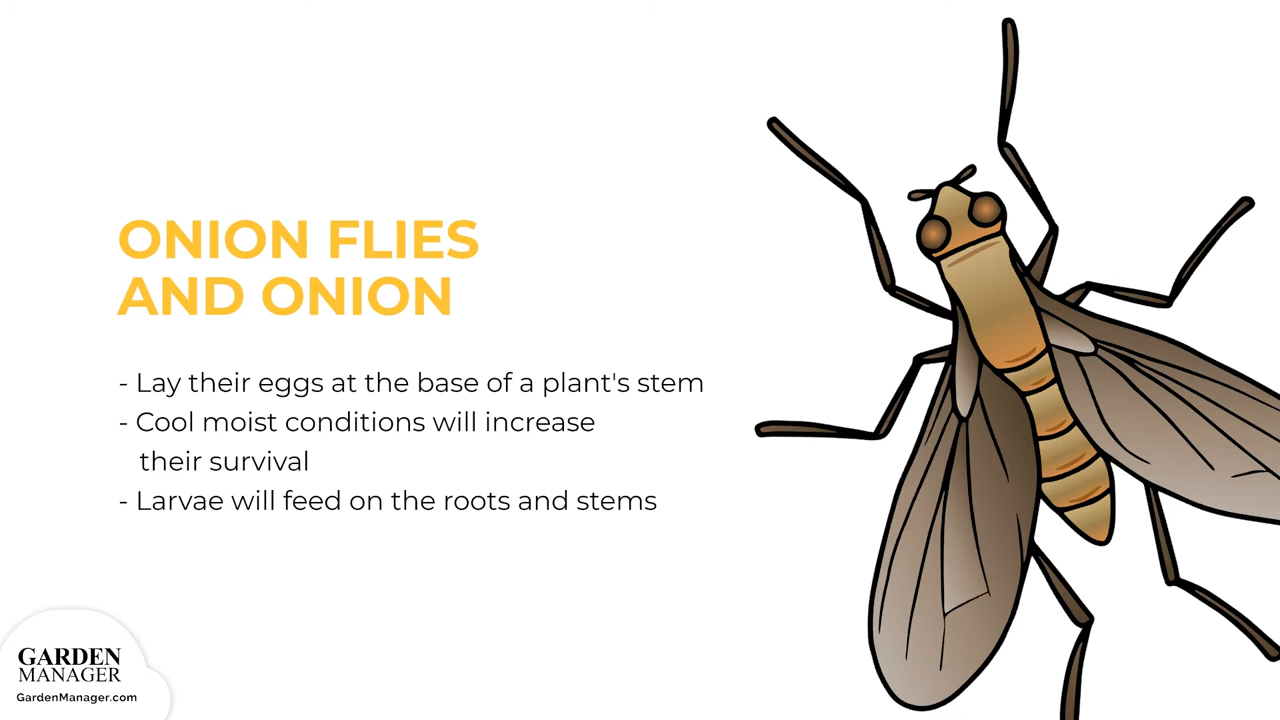 ONION FLIES
AND ONION
- Lay their eggs at the base of a plant's stem
- Cool moist conditions will increase
their survival
- Larvae will feed on the roots and stems
GARDEN
MANAGER
GardenManager.com